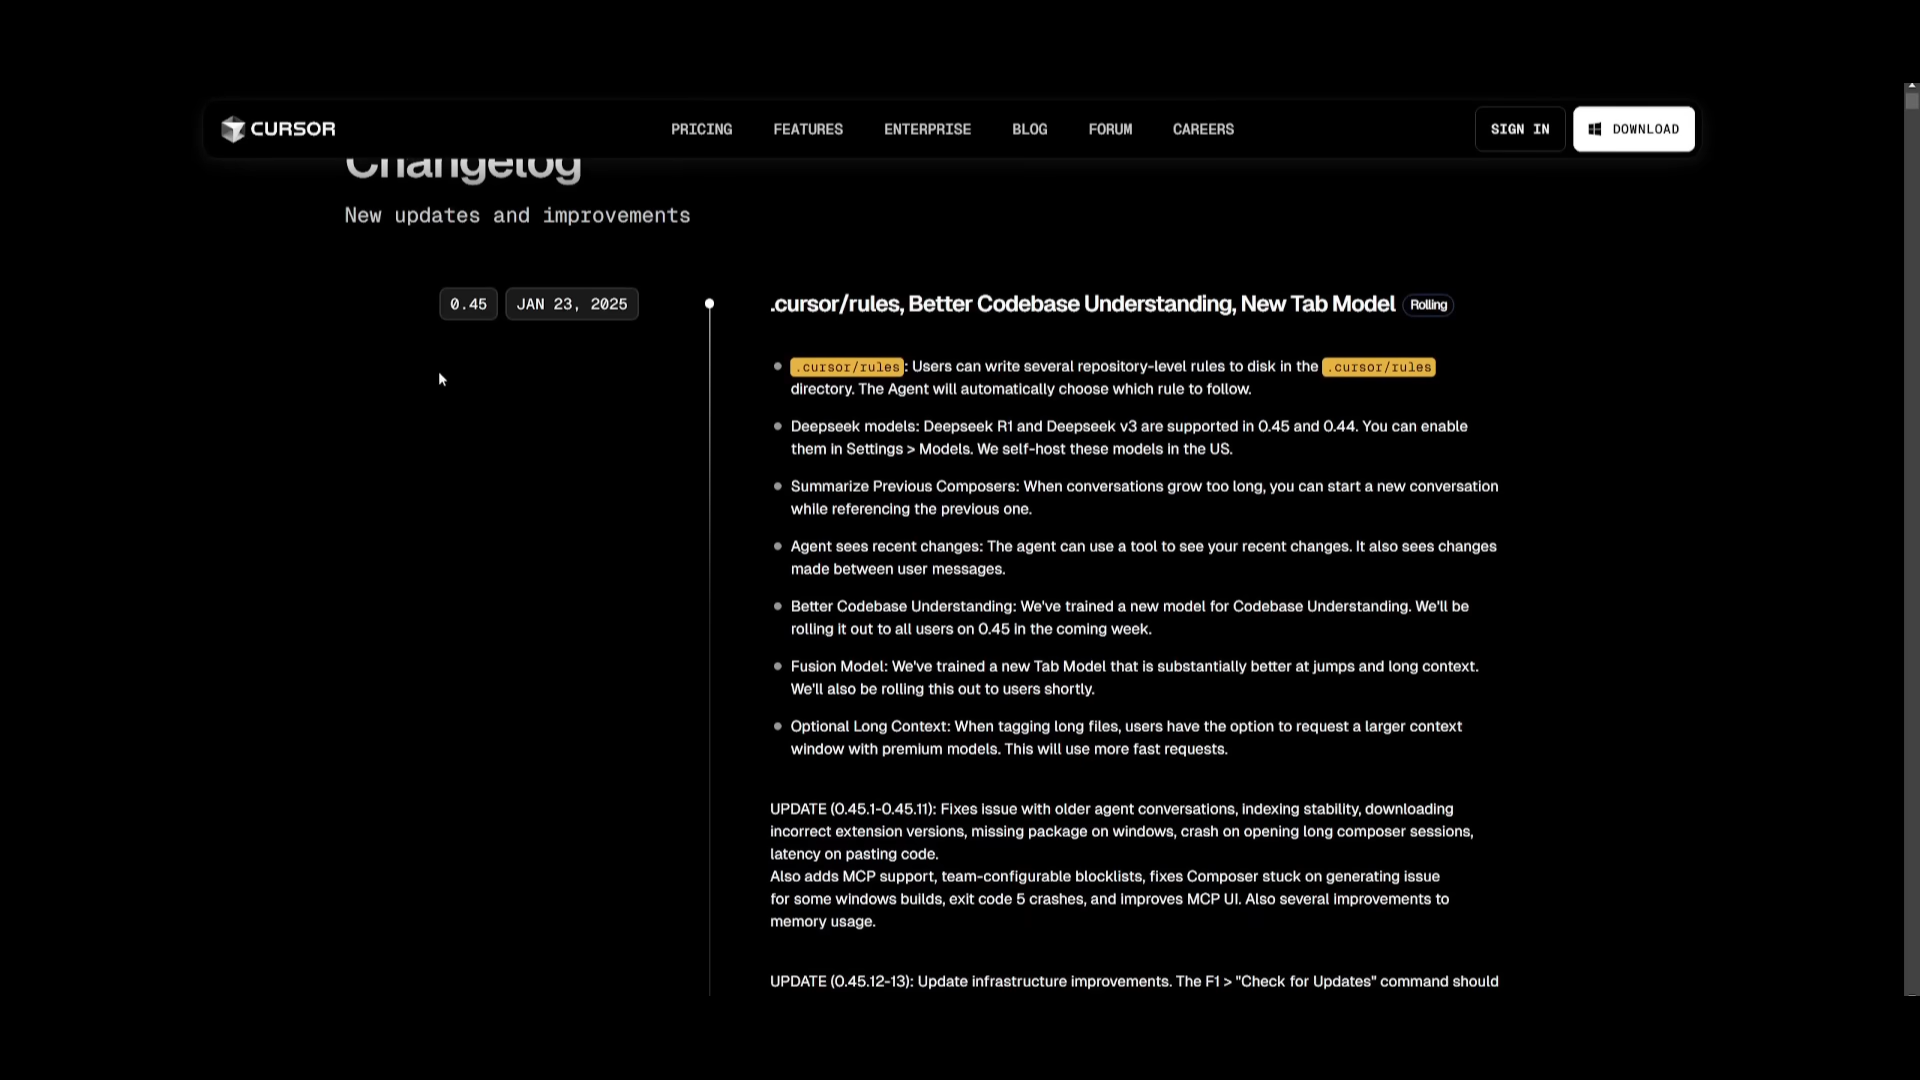 CURSOR
PRICING
FEATURES
ENTERPRISE
BLOG
FORUM
CAREERS
SIGN IN
DOWNLOAD
Changelog
New updates and improvements
0.45
JAN 23, 2025
.cursor/rules, Better Codebase Understanding, New Tab Model Rolling
.cursor/rules: Users can write several repository-level rules to disk in the .cursor/rules
directory. The Agent will automatically choose which rule to follow.
Deepseek models: Deepseek R1 and Deepseek v3 are supported in 0.45 and 0.44. You can enable
them in Settings > Models. We self-host these models in the US.
Summarize Previous Composers: When conversations grow too long, you can start a new conversation
while referencing the previous one.
Agent sees recent changes: The agent can use a tool to see your recent changes. It also sees changes
made between user messages.
Better Codebase Understanding: We've trained a new model for Codebase Understanding. We'll be
rolling it out to all users on 0.45 in the coming week.
Fusion Model: We've trained a new Tab Model that is substantially better at jumps and long context.
We'll also be rolling this out to users shortly.
Optional Long Context: When tagging long files, users have the option to request a larger context
window with premium models. This will use more fast requests.
UPDATE (0.45.1-0.45.11): Fixes issue with older agent conversations, indexing stability, downloading
incorrect extension versions, missing package on windows, crash on opening long composer sessions,
latency on pasting code.
Also adds MCP support, team-configurable blocklists, fixes Composer stuck on generating issue
for some windows builds, exit code 5 crashes, and improves MCP UI. Also several improvements to
memory usage.
UPDATE (0.45.12-13): Update infrastructure improvements. The F1 > "Check for Updates" command should